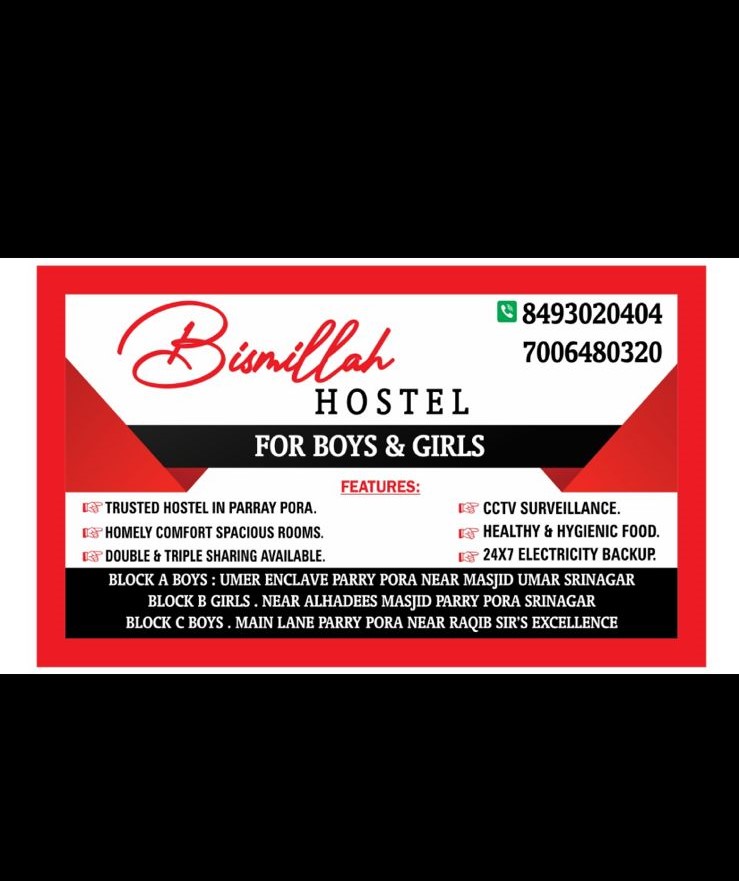 Bismillah
HOSTEL
8493020404
7006480320
FOR BOYS & GIRLS
FEATURES:
TRUSTED HOSTEL IN PARRAY PORA.
HOMELY COMFORT SPACIOUS ROOMS.
DOUBLE & TRIPLE SHARING AVAILABLE.
CCTV SURVEILLANCE.
HEALTHY & HYGIENIC FOOD.
24X7 ELECTRICITY BACKUP.
BLOCK A BOYS : UMER ENCLAVE PARRY PORA NEAR MASJID UMAR SRINAGAR
BLOCK B GIRLS . NEAR ALHADEES MASJID PARRY PORA SRINAGAR
BLOCK C BOYS . MAIN LANE PARRY PORA NEAR RAQIB SIR'S EXCELLENCE